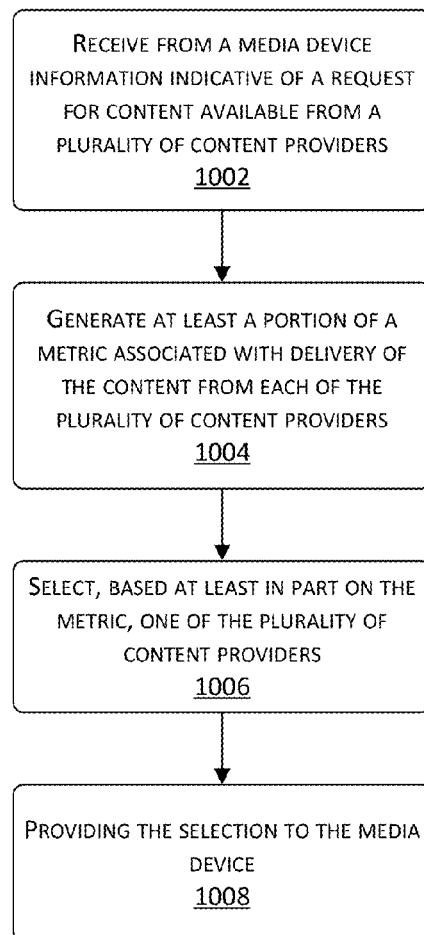 RECEIVE FROM A MEDIA DEVICE
INFORMATION INDICATIVE OF A REQUEST
FOR CONTENT AVAILABLE FROM A
PLURALITY OF CONTENT PROVIDERS
1002
GENERATE AT LEAST A PORTION OF A
METRIC ASSOCIATED WITH DELIVERY OF
THE CONTENT FROM EACH OF THE
PLURALITY OF CONTENT PROVIDERS
1004
SELECT, BASED AT LEAST IN PART ON THE
METRIC, ONE OF THE PLURALITY OF
CONTENT PROVIDERS
1006
PROVIDING THE SELECTION TO THE MEDIA
DEVICE
1008